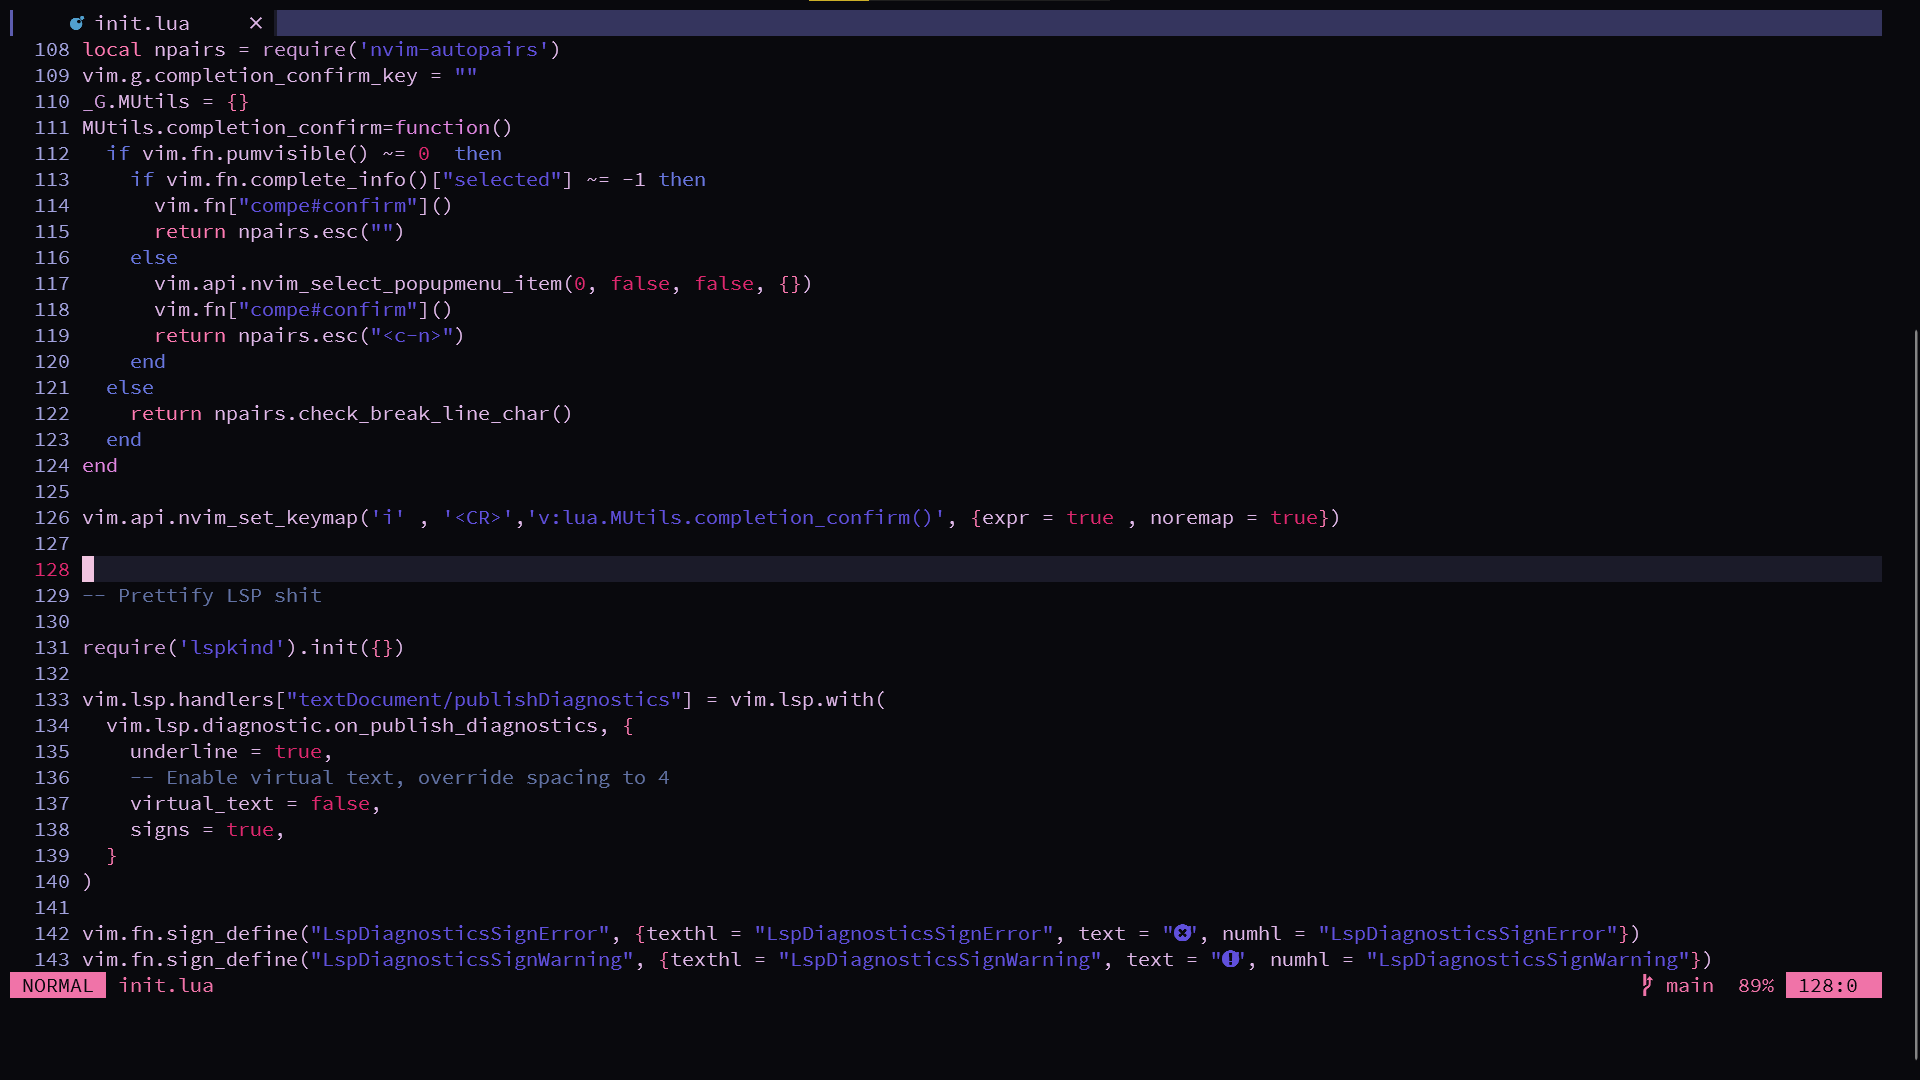 init.lua ✕
108 local npairs = require('nvim-autopairs')
109 vim.g.completion_confirm_key = ""
110 _G.MUtils = {}
111 MUtils.completion_confirm=function()
112   if vim.fn.pumvisible() ~= 0  then
113     if vim.fn.complete_info()["selected"] ~= -1 then
114       vim.fn["compe#confirm"]()
115       return npairs.esc("")
116     else
117       vim.api.nvim_select_popupmenu_item(0, false, false, {})
118       vim.fn["compe#confirm"]()
119       return npairs.esc("<c-n>")
120     end
121   else
122     return npairs.check_break_line_char()
123   end
124 end
125
126 vim.api.nvim_set_keymap('i' , '<CR>','v:lua.MUtils.completion_confirm()', {expr = true , noremap = true})
127
128
129 -- Prettify LSP shit
130
131 require('lspkind').init({})
132
133 vim.lsp.handlers["textDocument/publishDiagnostics"] = vim.lsp.with(
134   vim.lsp.diagnostic.on_publish_diagnostics, {
135     underline = true,
136     -- Enable virtual text, override spacing to 4
137     virtual_text = false,
138     signs = true,
139   }
140 )
141
142 vim.fn.sign_define("LspDiagnosticsSignError", {texthl = "LspDiagnosticsSignError", text = "", numhl = "LspDiagnosticsSignError"})
143 vim.fn.sign_define("LspDiagnosticsSignWarning", {texthl = "LspDiagnosticsSignWarning", text = "", numhl = "LspDiagnosticsSignWarning"})
NORMAL init.lua main 89% 128:0